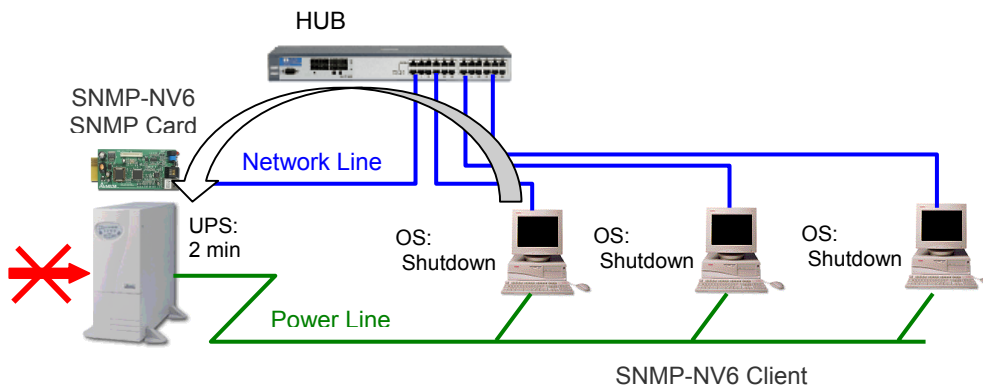 HUB
SNMP-NV6
SNMP Card
Network Line
UPS:
2 min
OS:
Shutdown
OS:
Shutdown
OS:
Shutdown
Power Line
SNMP-NV6 Client